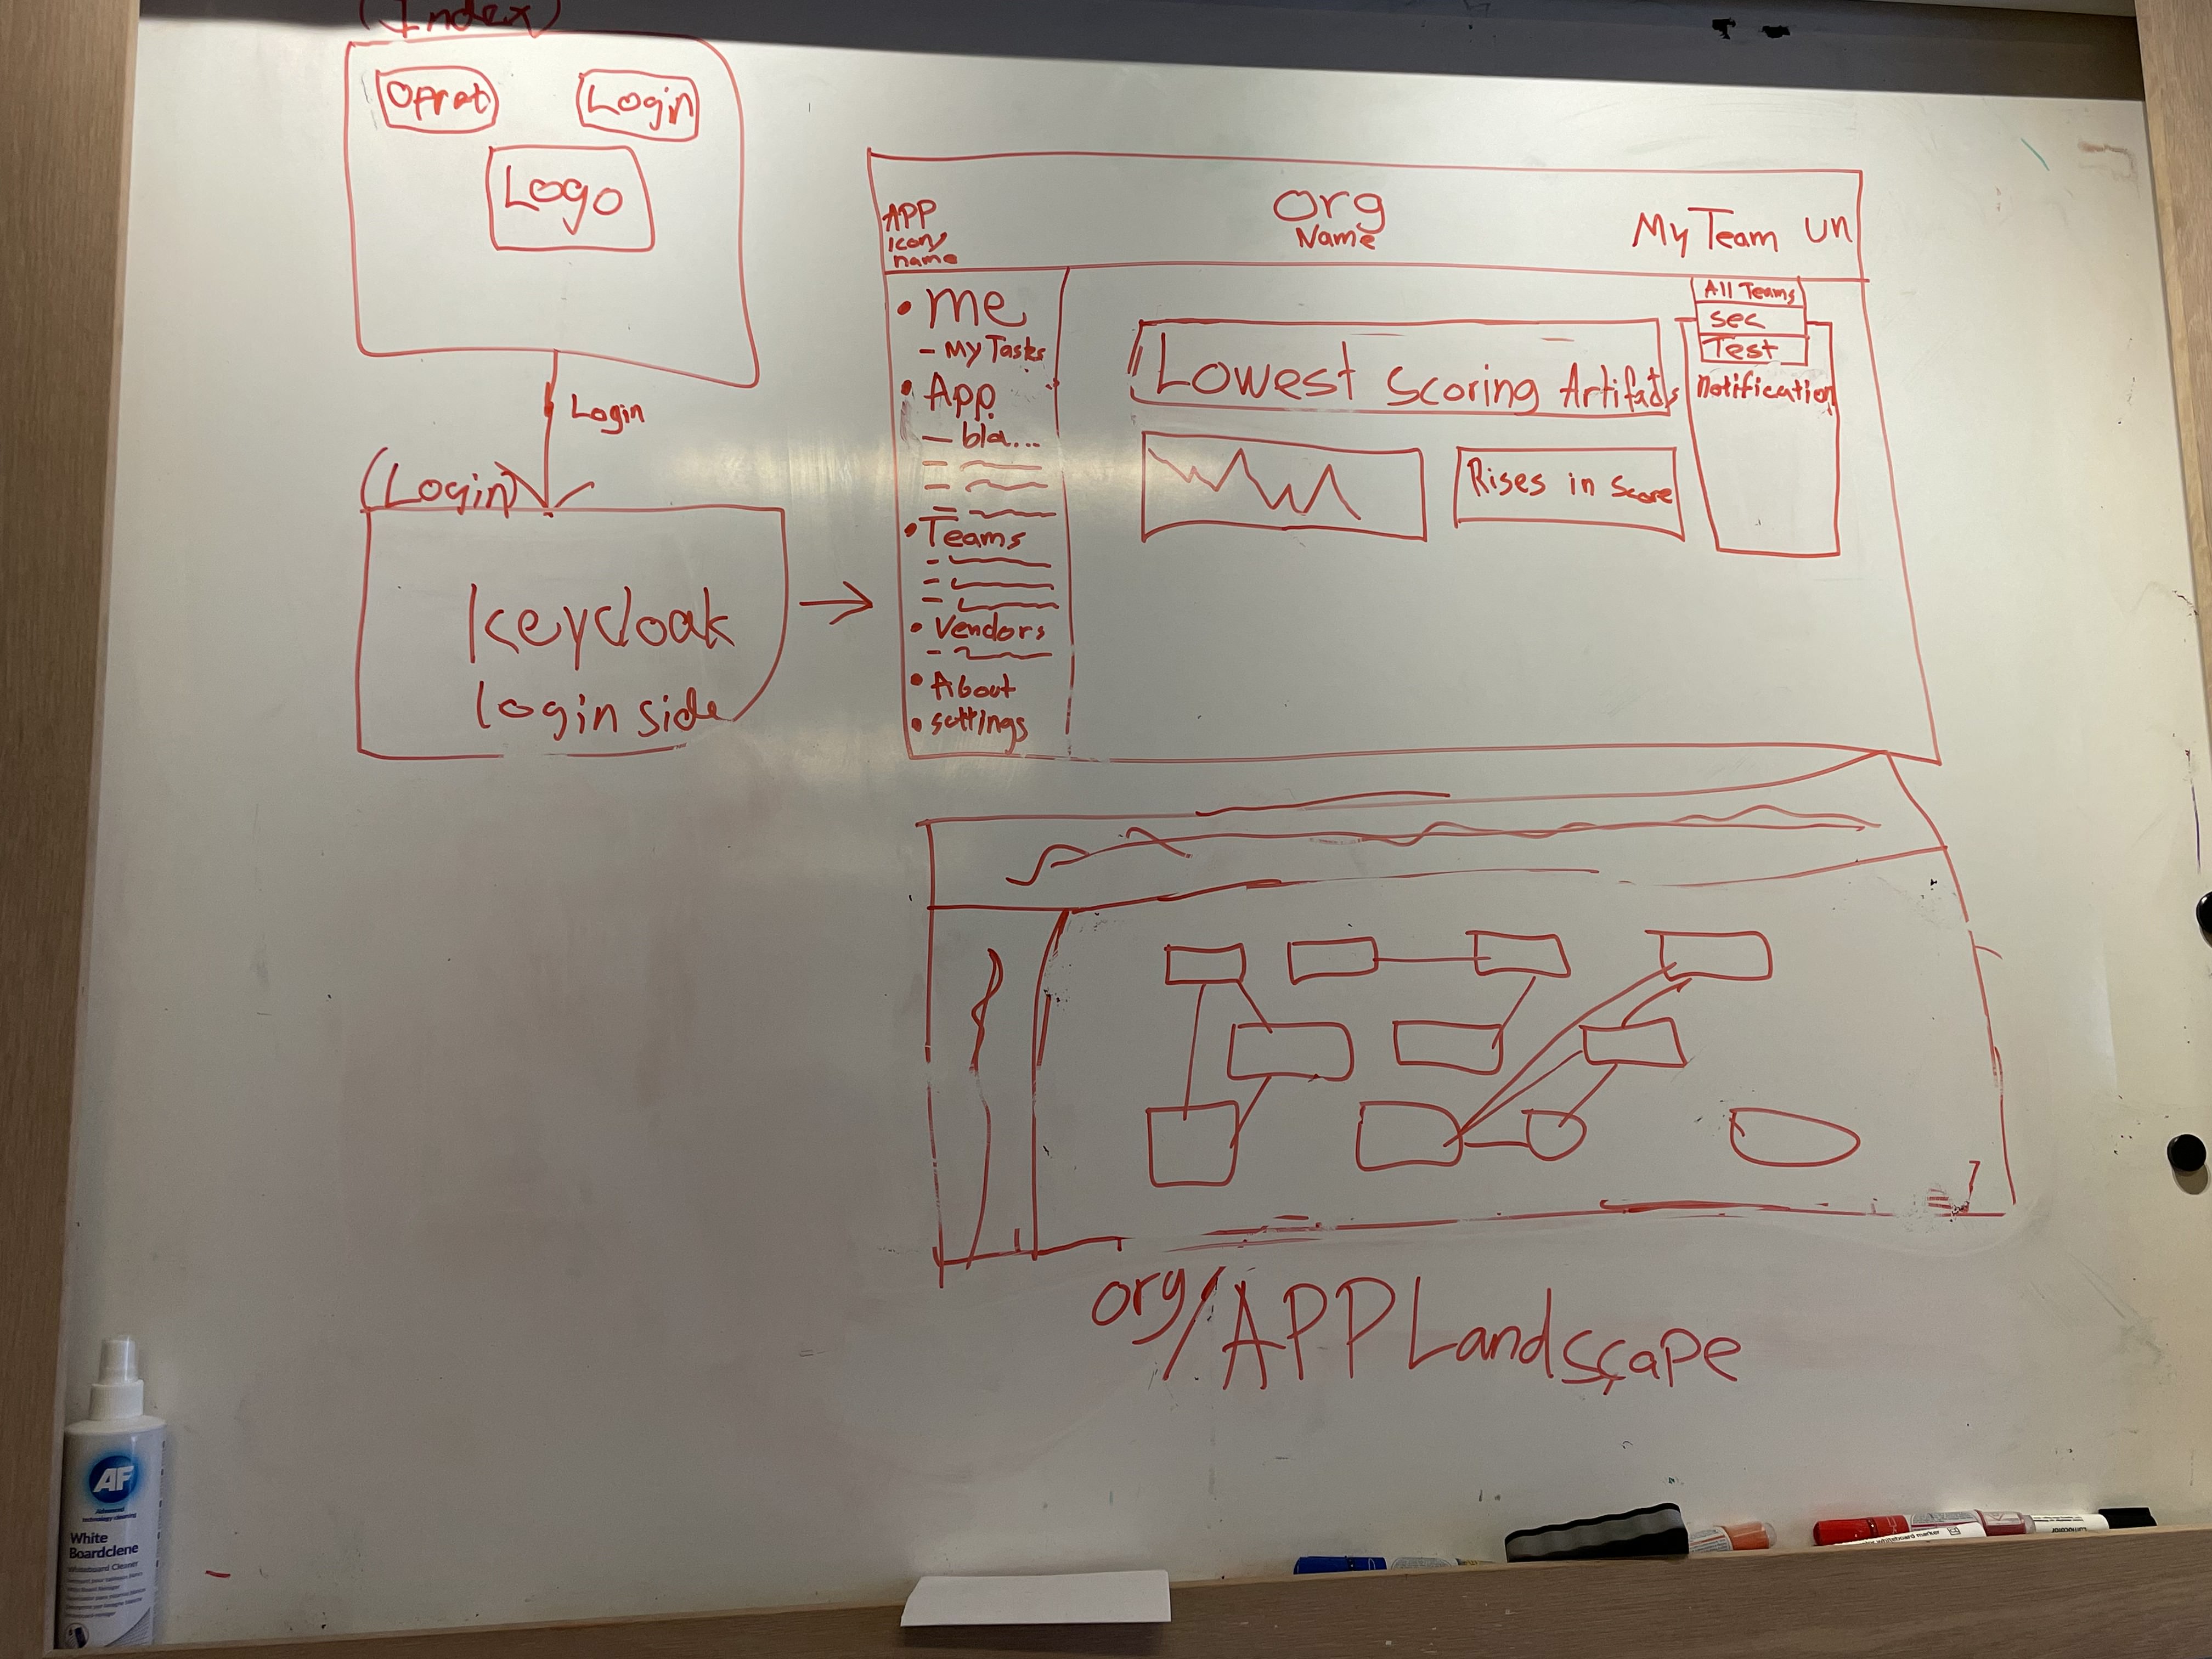 (Index)
Opret
Login
Logo
Login
(Login)
Keycloak
login side
APP
Icon/
name
Org
Name
My Team
UN
• me
- My Tasks
• App
- bla...
• Teams
• Vendors
• About
• settings
All Teams
sec
Test
Notification
Lowest Scoring Artifacts
Rises in Score
org/APP Landscape
AF
Advanced
technology cleaning
White
Boardclene
Whiteboard Cleaner